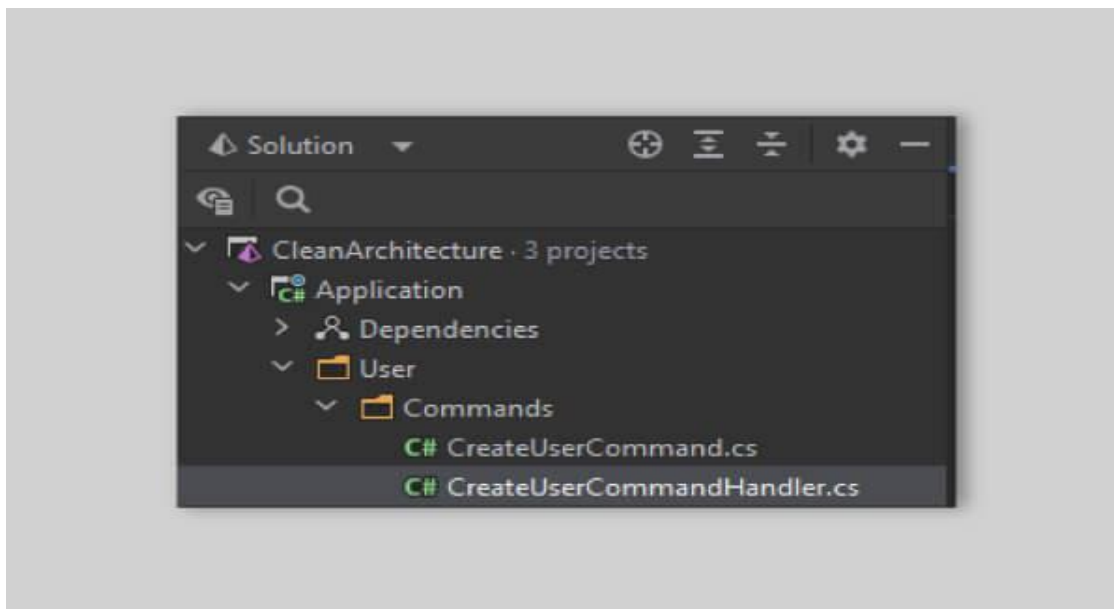 Solution
CleanArchitecture · 3 projects
C# Application
Dependencies
User
Commands
C# CreateUserCommand.cs
C# CreateUserCommandHandler.cs